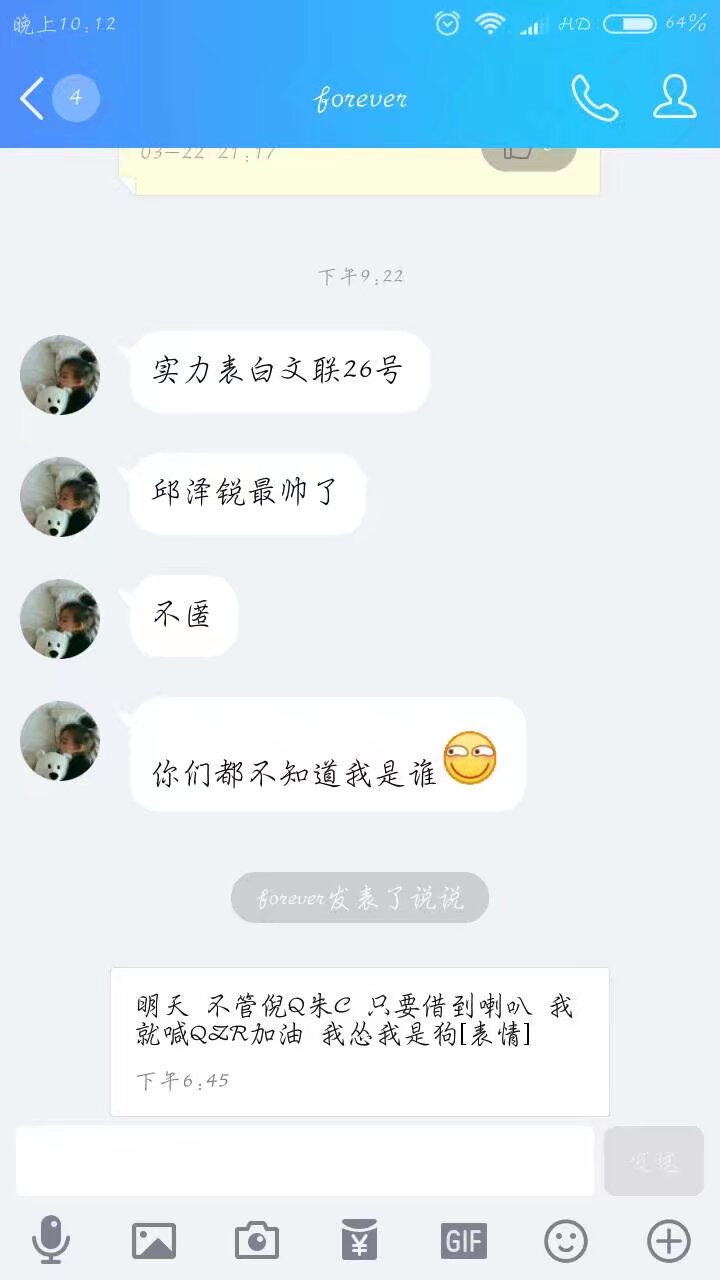 晚上10:12
HD
64%
4
forever
03-22 21:17
下午9:22
实力表白文联26号
邱泽锐最帅了
不匿
你们都不知道我是谁
forever发表了说说
明天 不管倪Q朱C 只要借到喇叭 我
就喊QZR加油 我怂我是狗[表情]
下午6:45
发送
GIF